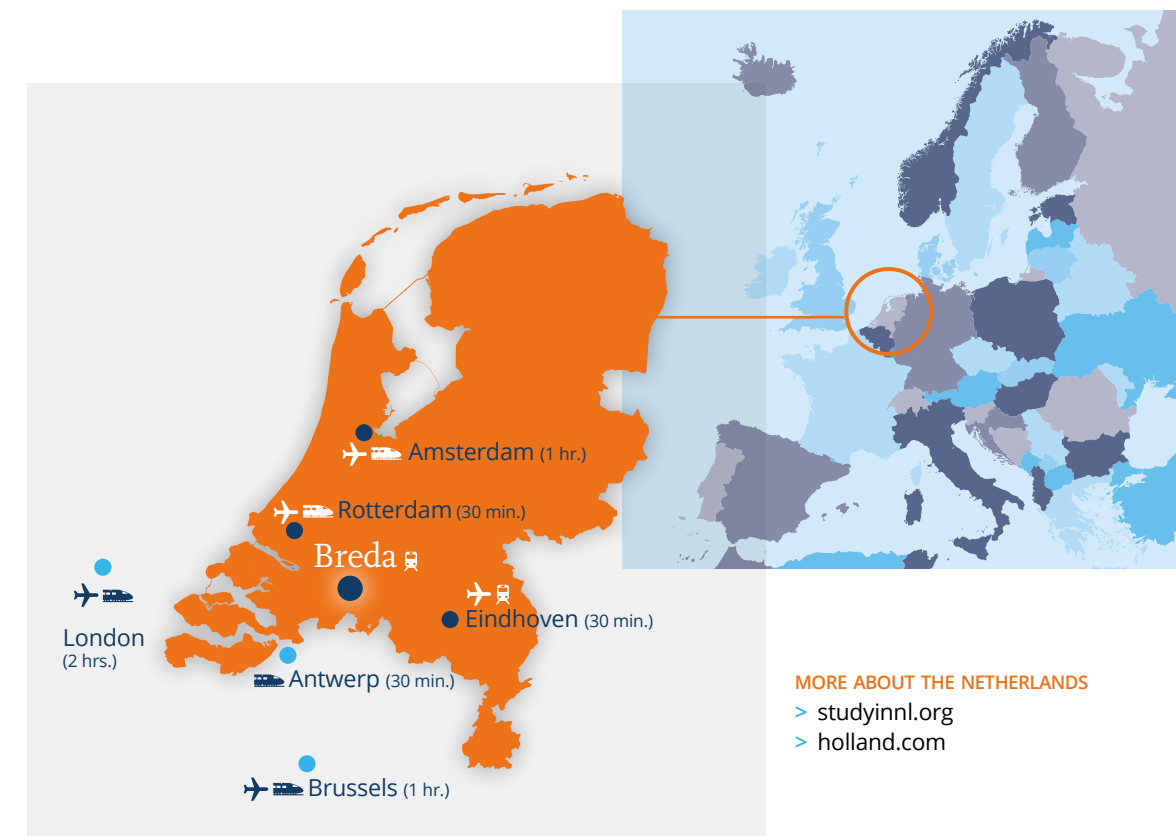 Amsterdam (1 hr.)
Rotterdam (30 min.)
Breda
Eindhoven (30 min.)
London
(2 hrs.)
Antwerp (30 min.)
Brussels (1 hr.)
MORE ABOUT THE NETHERLANDS
> studyinnl.org
> holland.com